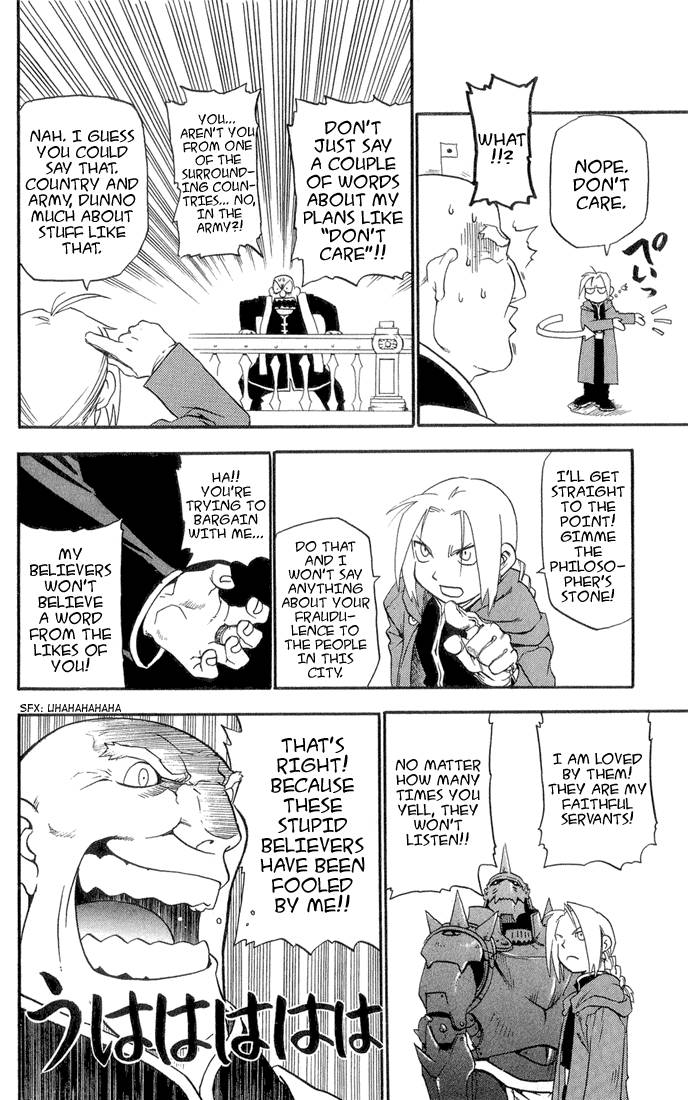 NOPE.
DON'T
CARE.
ぺいっ
WHAT
!!?
DON'T
JUST SAY
A COUPLE
OF WORDS
ABOUT MY
PLANS LIKE
"DON'T
CARE"!!
YOU...
AREN'T YOU
FROM ONE
OF THE
SURROUND-
ING COUN-
TRIES... NO,
IN THE
ARMY?!
NAH. I GUESS
YOU COULD
SAY THAT.
COUNTRY AND
ARMY, DUNNO
MUCH ABOUT
STUFF LIKE
THAT.
I'LL GET
STRAIGHT
TO THE
POINT!
GIMME
THE
PHILOSO-
PHER'S
STONE!
DO THAT
AND I
WON'T SAY
ANYTHING
ABOUT YOUR
FRAUDU-
LENCE TO
THE PEOPLE
IN THIS
CITY.
HA!!
YOU'RE
TRYING TO
BARGAIN
WITH ME...
MY
BELIEVERS
WON'T
BELIEVE
A WORD
FROM THE
LIKES OF
YOU!
I AM LOVED
BY THEM!
THEY ARE MY
FAITHFUL
SERVANTS!
NO MATTER
HOW MANY
TIMES YOU
YELL, THEY
WON'T
LISTEN!!
SFX: UHAHAHAHAHA
THAT'S
RIGHT!
BECAUSE
THESE
STUPID
BELIEVERS
HAVE BEEN
FOOLED
BY ME!!
うはははははは